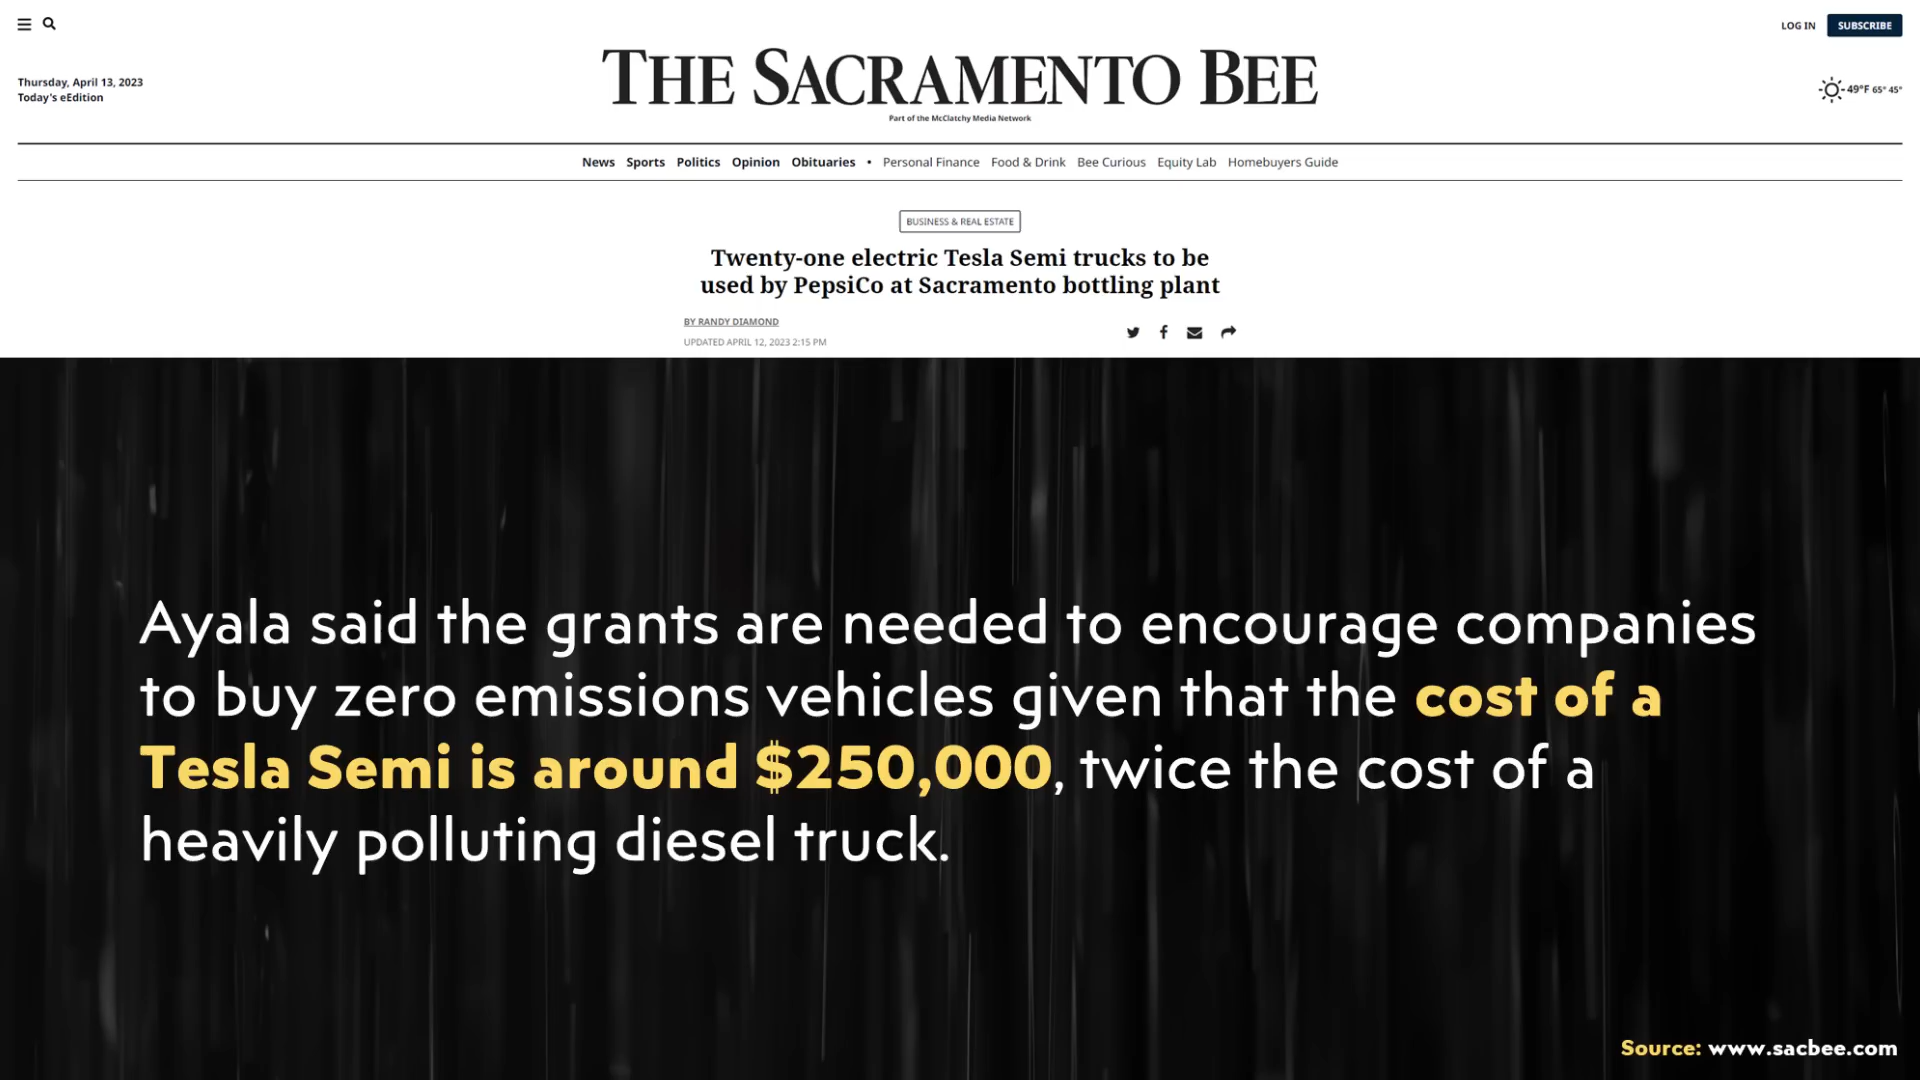 LOG IN
SUBSCRIBE
Thursday, April 13, 2023
Today's eEdition
THE SACRAMENTO BEE
Part of the McClatchy Media Network
49°F 65° 45°
News Sports Politics Opinion Obituaries • Personal Finance Food & Drink Bee Curious Equity Lab Homebuyers Guide
BUSINESS & REAL ESTATE
Twenty-one electric Tesla Semi trucks to be
used by PepsiCo at Sacramento bottling plant
BY RANDY DIAMOND
UPDATED APRIL 12, 2023 2:15 PM
Ayala said the grants are needed to encourage companies
to buy zero emissions vehicles given that the cost of a
Tesla Semi is around $250,000, twice the cost of a
heavily polluting diesel truck.
Source: www.sacbee.com